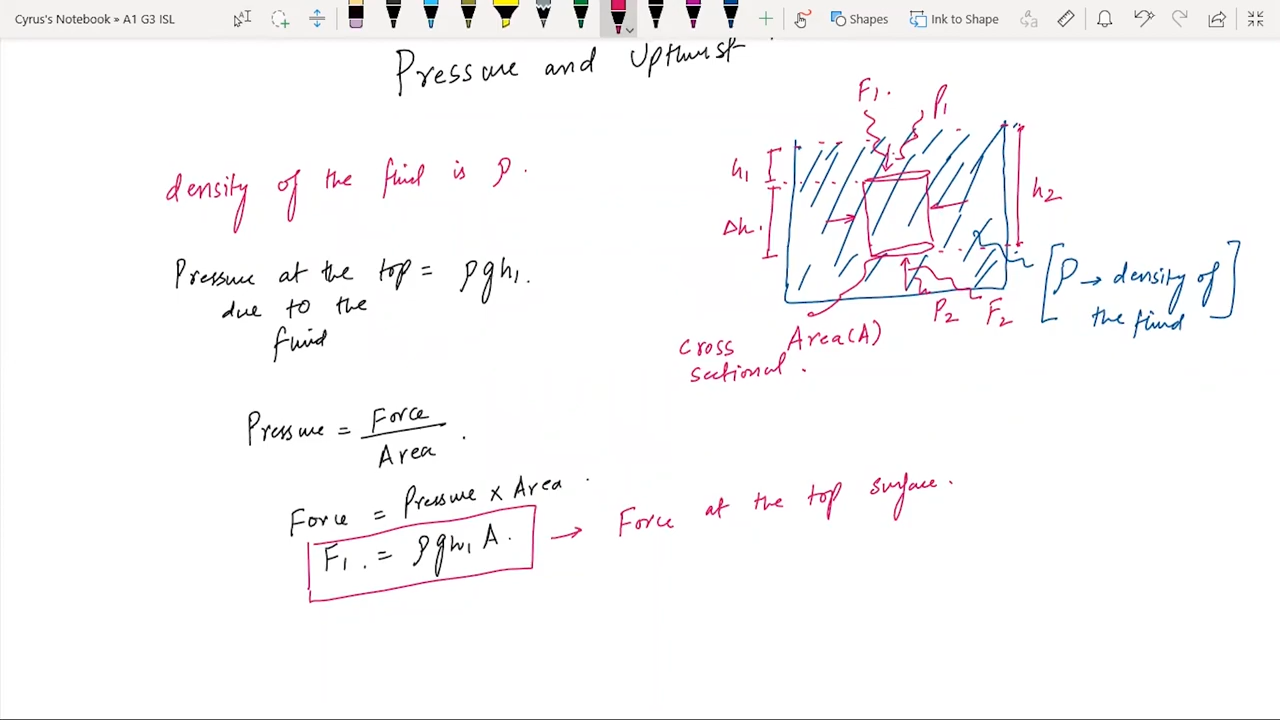 Cyrus's Notebook » A1 G3 ISL
Shapes
Ink to Shape
Pressure and Upthrust.
density of the fluid is ρ.
Pressure at the top = ρgh₁.
due to the
fluid
Pressure = Force / Area.
Force = Pressure × Area.
F₁. = ρgh₁ A. → Force at the top surface.
F₁.
P₁
h₁
h₂
Δh.
P₂
F₂
[ρ → density of
the fluid]
cross Area(A)
sectional.